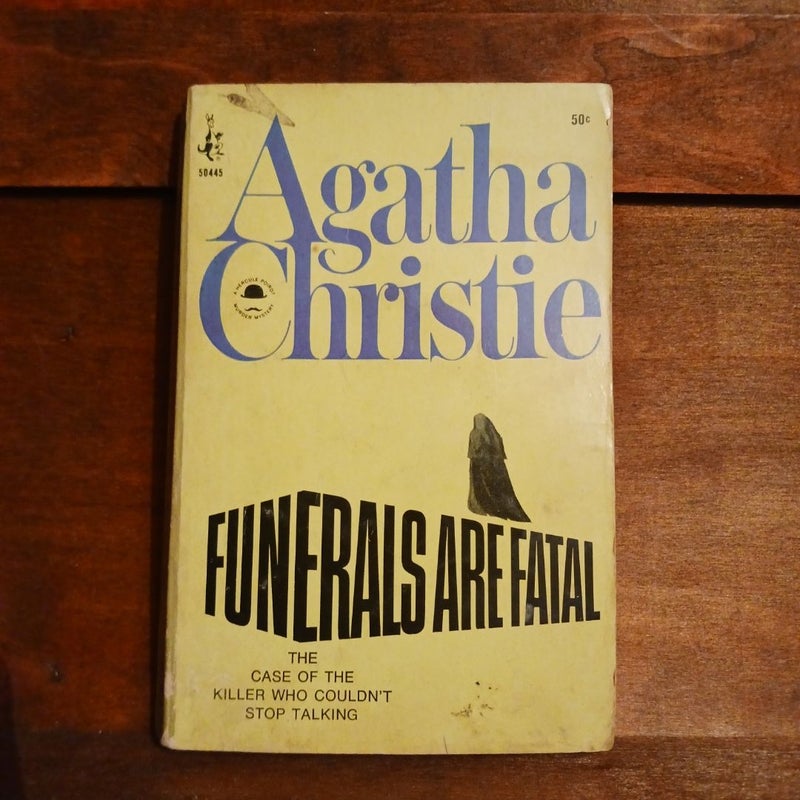 50¢
50445
Agatha
Christie
A HERCULE POIROT
MURDER MYSTERY
FUNERALS ARE FATAL
THE
CASE OF THE
KILLER WHO COULDN'T
STOP TALKING